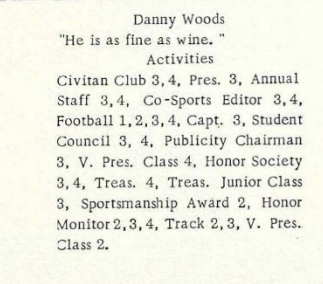 Danny Woods
"He is as fine as wine."
Activities
Civitan Club 3,4, Pres. 3, Annual
Staff 3,4, Co-Sports Editor 3,4,
Football 1,2,3,4, Capt. 3, Student
Council 3, 4, Publicity Chairman
3, V. Pres. Class 4, Honor Society
3,4, Treas. 4, Treas. Junior Class
3, Sportsmanship Award 2, Honor
Monitor 2,3,4, Track 2,3, V. Pres.
Class 2.